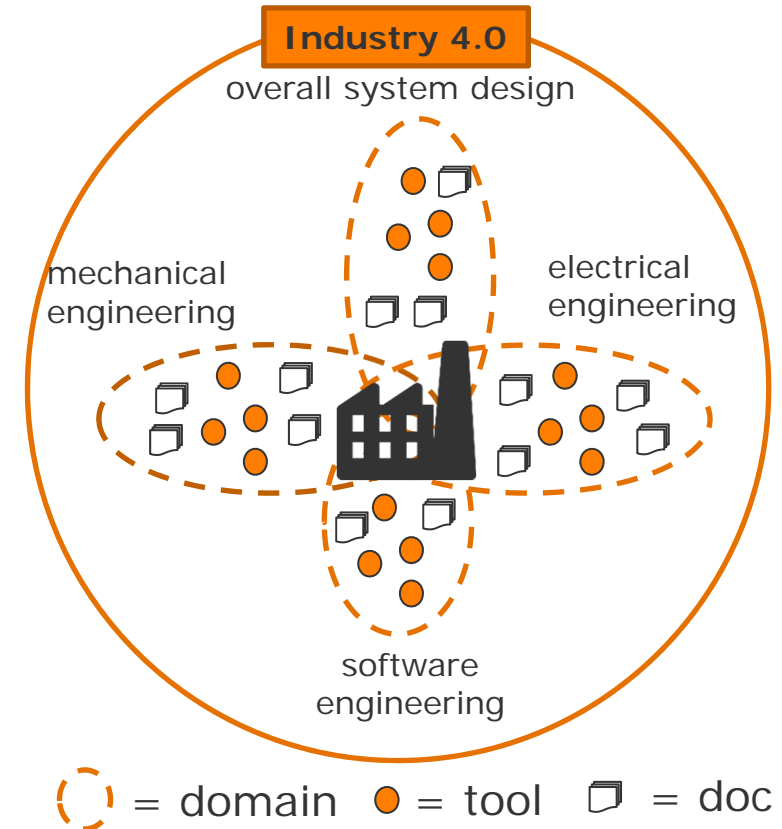 Industry 4.0
overall system design
mechanical
engineering
electrical
engineering
software
engineering
= domain
= tool
= doc